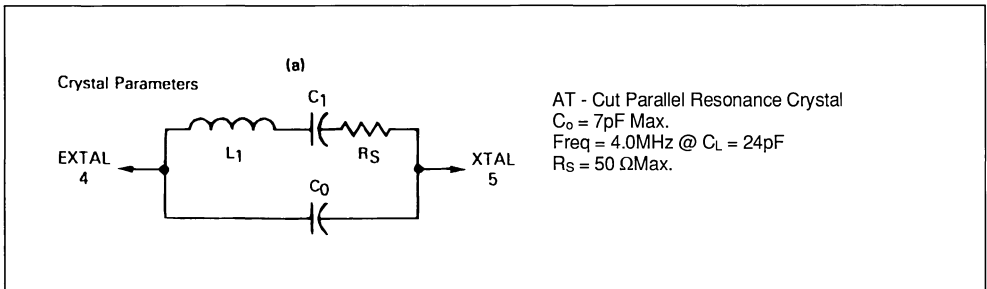 (a)
Crystal Parameters
C1
L1
RS
EXTAL
4
XTAL
5
C0
AT - Cut Parallel Resonance Crystal
Co = 7pF Max.
Freq = 4.0MHz @ CL = 24pF
RS = 50 ΩMax.